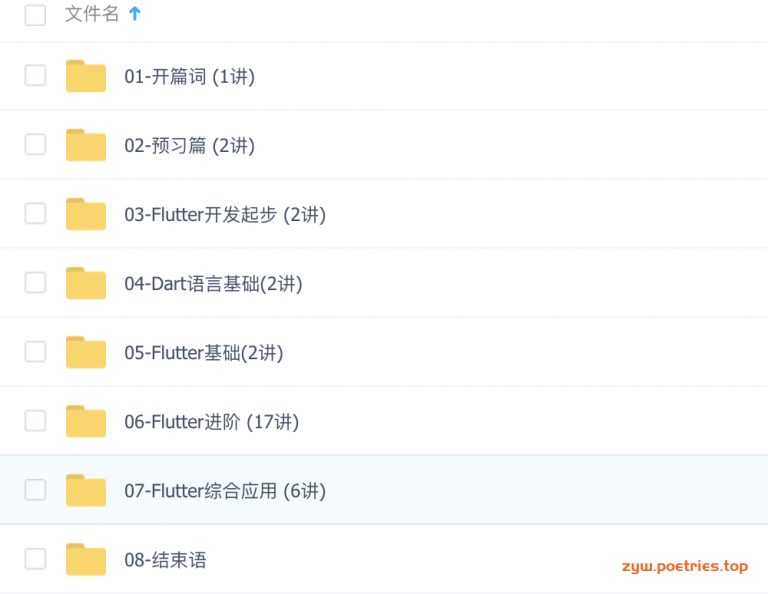 文件名
01-开篇词 (1讲)
02-预习篇 (2讲)
03-Flutter开发起步 (2讲)
04-Dart语言基础(2讲)
05-Flutter基础(2讲)
06-Flutter进阶 (17讲)
07-Flutter综合应用 (6讲)
08-结束语
zyw.poetries.top